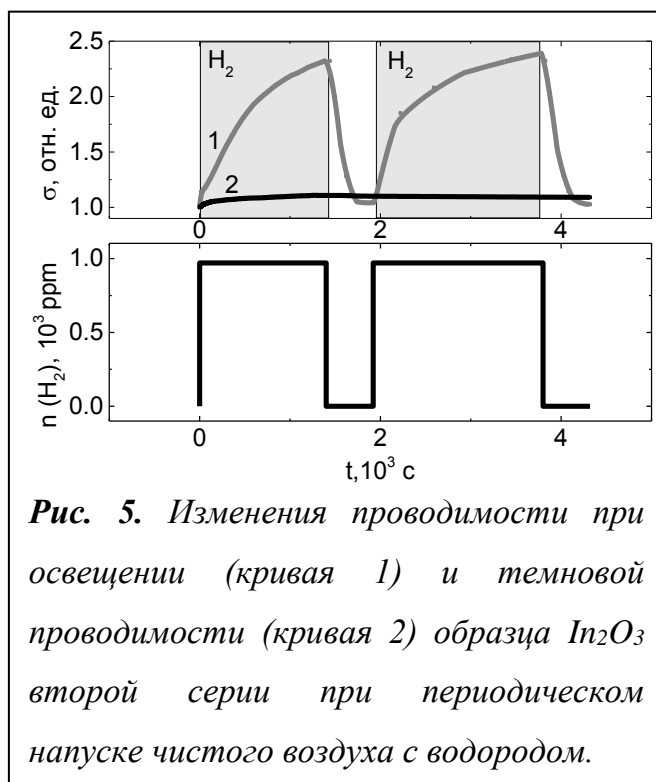 σ, отн. ед.
2.5
2.0
1.5
1.0
H₂
H₂
1
2
0
2
4
n (H₂), 10³ ppm
1.0
0.5
0.0
0
2
4
t,10³ с
Рис. 5. Изменения проводимости при
освещении (кривая 1) и темновой
проводимости (кривая 2) образца In₂O₃
второй серии при периодическом
напуске чистого воздуха с водородом.